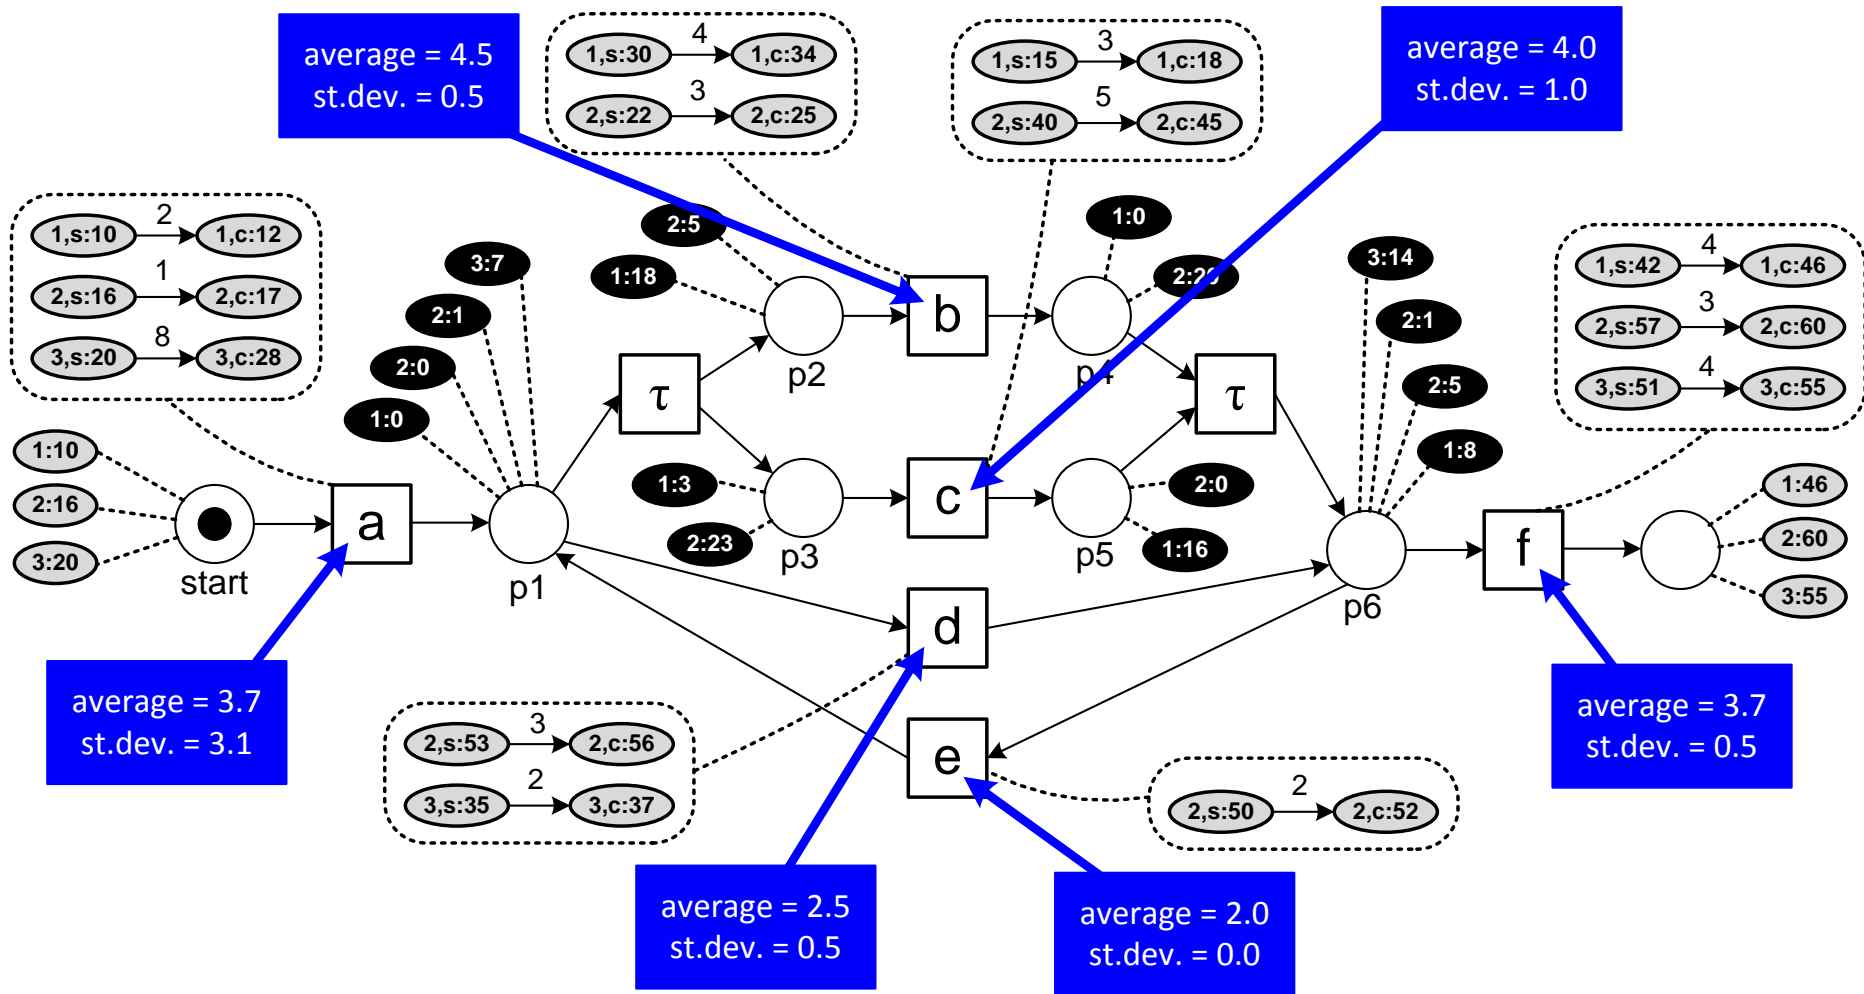 average = 4.5
st.dev. = 0.5
4
1,s:30
1,c:34
3
2,s:22
2,c:25
3
1,s:15
1,c:18
5
2,s:40
2,c:45
average = 4.0
st.dev. = 1.0
2
1,s:10
1,c:12
1
2,s:16
2,c:17
8
3,s:20
3,c:28
3:7
2:1
2:0
1:0
2:5
1:18
p2
b
1:0
p4
3:14
2:1
2:5
1:8
4
1,s:42
1,c:46
3
2,s:57
2,c:60
4
3,s:51
3,c:55
τ
τ
1:10
2:16
3:20
start
a
p1
1:3
2:23
p3
c
2:0
1:16
p5
p6
f
1:46
2:60
3:55
d
e
average = 3.7
st.dev. = 3.1
3
2,s:53
2,c:56
2
3,s:35
3,c:37
2
2,s:50
2,c:52
average = 3.7
st.dev. = 0.5
average = 2.5
st.dev. = 0.5
average = 2.0
st.dev. = 0.0